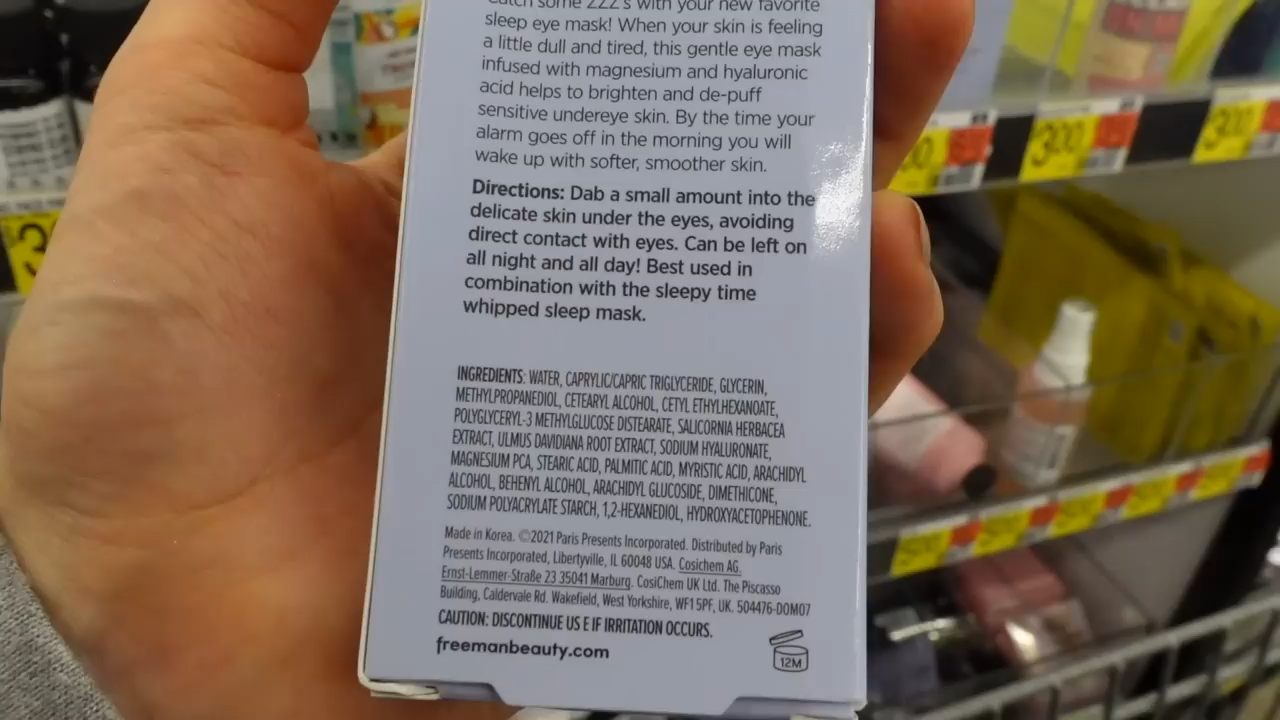 Catch some ZZZ's with your new favorite
sleep eye mask! When your skin is feeling
a little dull and tired, this gentle eye mask
infused with magnesium and hyaluronic
acid helps to brighten and de-puff
sensitive undereye skin. By the time your
alarm goes off in the morning you will
wake up with softer, smoother skin.
Directions: Dab a small amount into the
delicate skin under the eyes, avoiding
direct contact with eyes. Can be left on
all night and all day! Best used in
combination with the sleepy time
whipped sleep mask.
INGREDIENTS: WATER, CAPRYLIC/CAPRIC TRIGLYCERIDE, GLYCERIN,
METHYLPROPANEDIOL, CETEARYL ALCOHOL, CETYL ETHYLHEXANOATE,
POLYGLYCERYL-3 METHYLGLUCOSE DISTEARATE, SALICORNIA HERBACEA
EXTRACT, ULMUS DAVIDIANA ROOT EXTRACT, SODIUM HYALURONATE,
MAGNESIUM PCA, STEARIC ACID, PALMITIC ACID, MYRISTIC ACID, ARACHIDYL
ALCOHOL, BEHENYL ALCOHOL, ARACHIDYL GLUCOSIDE, DIMETHICONE,
SODIUM POLYACRYLATE STARCH, 1,2-HEXANEDIOL, HYDROXYACETOPHENONE.
Made in Korea. ©2021 Paris Presents Incorporated. Distributed by Paris
Presents Incorporated, Libertyville, IL 60048 USA. Cosichem AG.
Ernst-Lemmer-Straße 23 35041 Marburg. CosiChem UK Ltd. The Piscasso
Building, Caldervale Rd. Wakefield, West Yorkshire, WF1 5PF, UK. 504476-DOM07
CAUTION: DISCONTINUE US E IF IRRITATION OCCURS.
freemanbeauty.com
12M
300
300